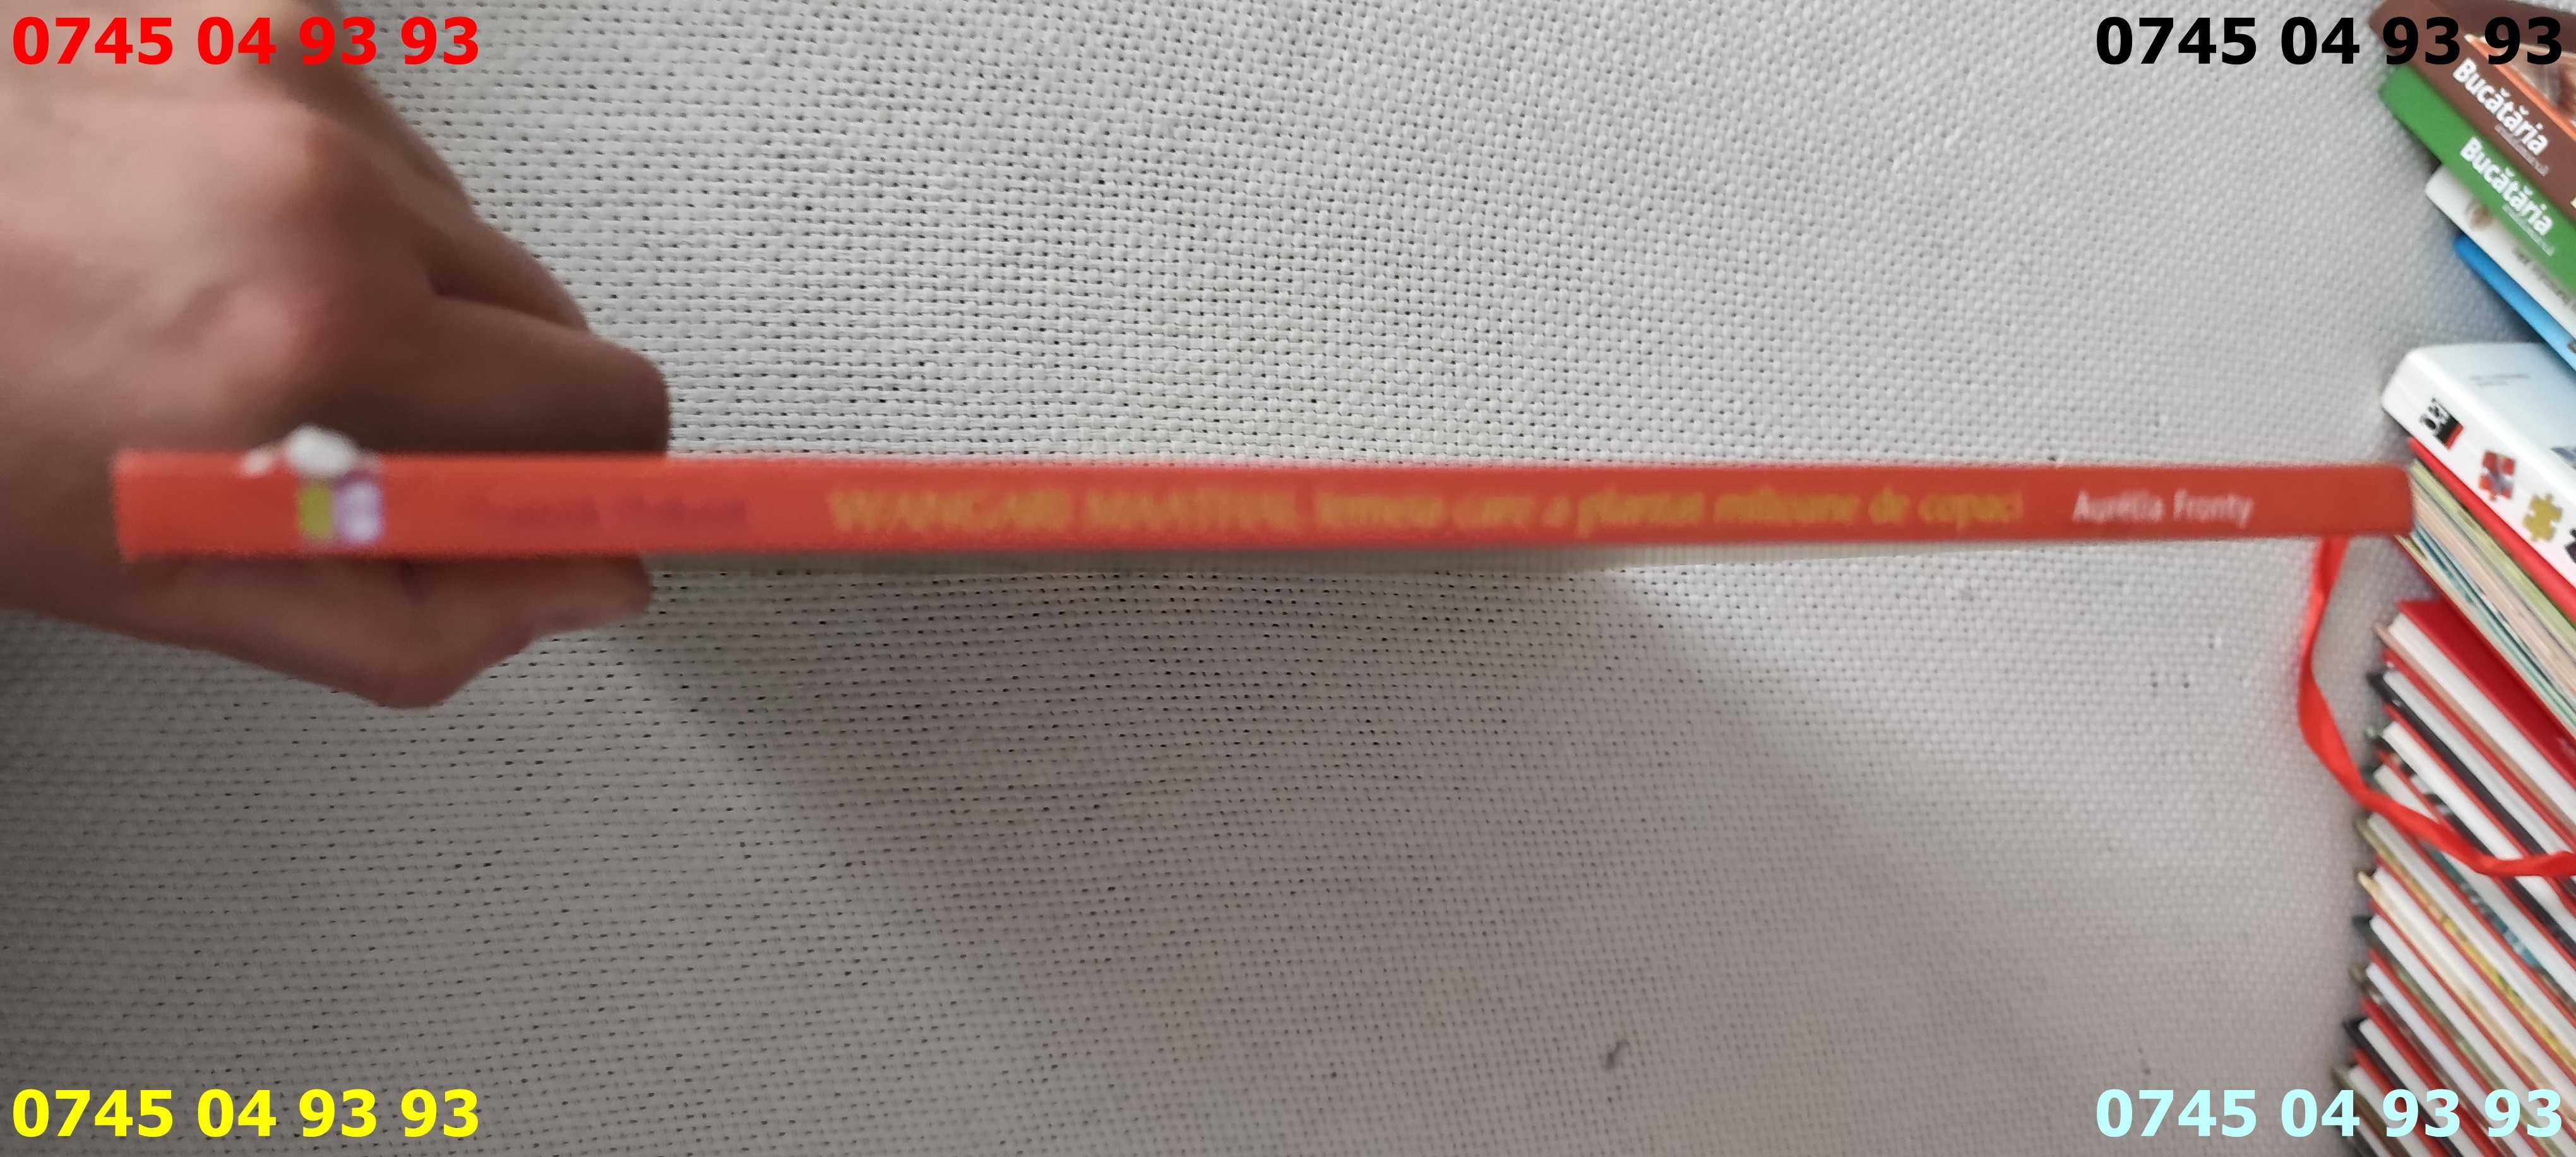 0745 04 93 93
0745 04 93 93
Bucătăria
Bucătăria
WANGARI MAATHAI, femeia care a plantat milioane de copaci
Aurélia Fronty
0745 04 93 93
0745 04 93 93